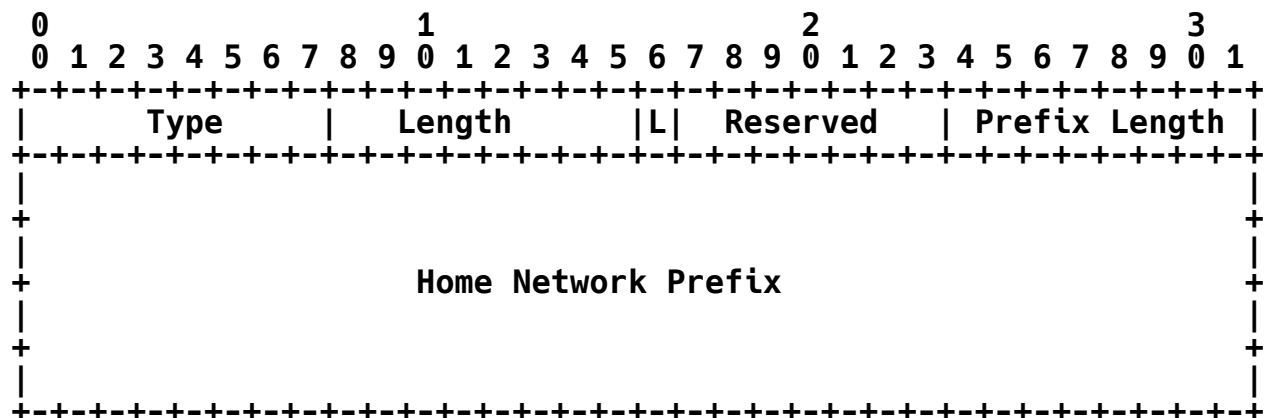 0                   1                   2                   3
 0 1 2 3 4 5 6 7 8 9 0 1 2 3 4 5 6 7 8 9 0 1 2 3 4 5 6 7 8 9 0 1
+-+-+-+-+-+-+-+-+-+-+-+-+-+-+-+-+-+-+-+-+-+-+-+-+-+-+-+-+-+-+-+-+
|      Type     |   Length      |L|  Reserved   | Prefix Length |
+-+-+-+-+-+-+-+-+-+-+-+-+-+-+-+-+-+-+-+-+-+-+-+-+-+-+-+-+-+-+-+-+
|                                                               |
+                                                               +
|                                                               |
+                    Home Network Prefix                        +
|                                                               |
+                                                               +
|                                                               |
+-+-+-+-+-+-+-+-+-+-+-+-+-+-+-+-+-+-+-+-+-+-+-+-+-+-+-+-+-+-+-+-+